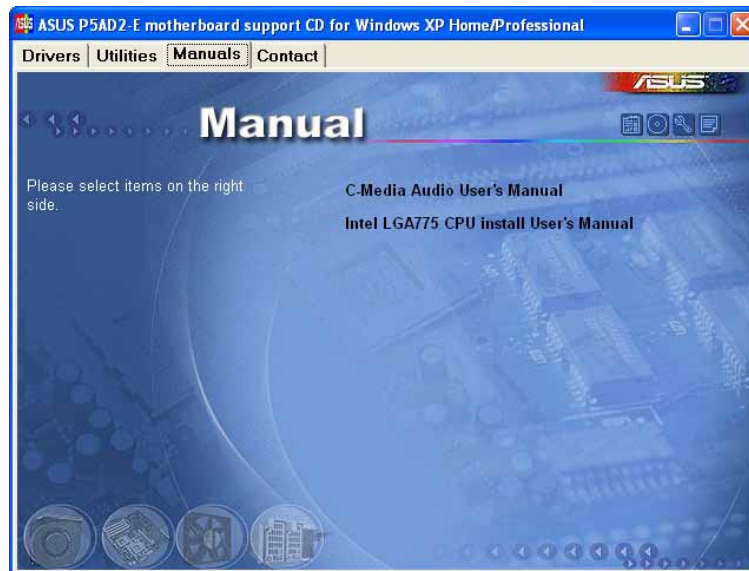 ASUS P5AD2-E motherboard support CD for Windows XP Home/Professional
Drivers Utilities Manuals Contact
ASUS
Manual
Please select items on the right
side.
C-Media Audio User's Manual
Intel LGA775 CPU install User's Manual